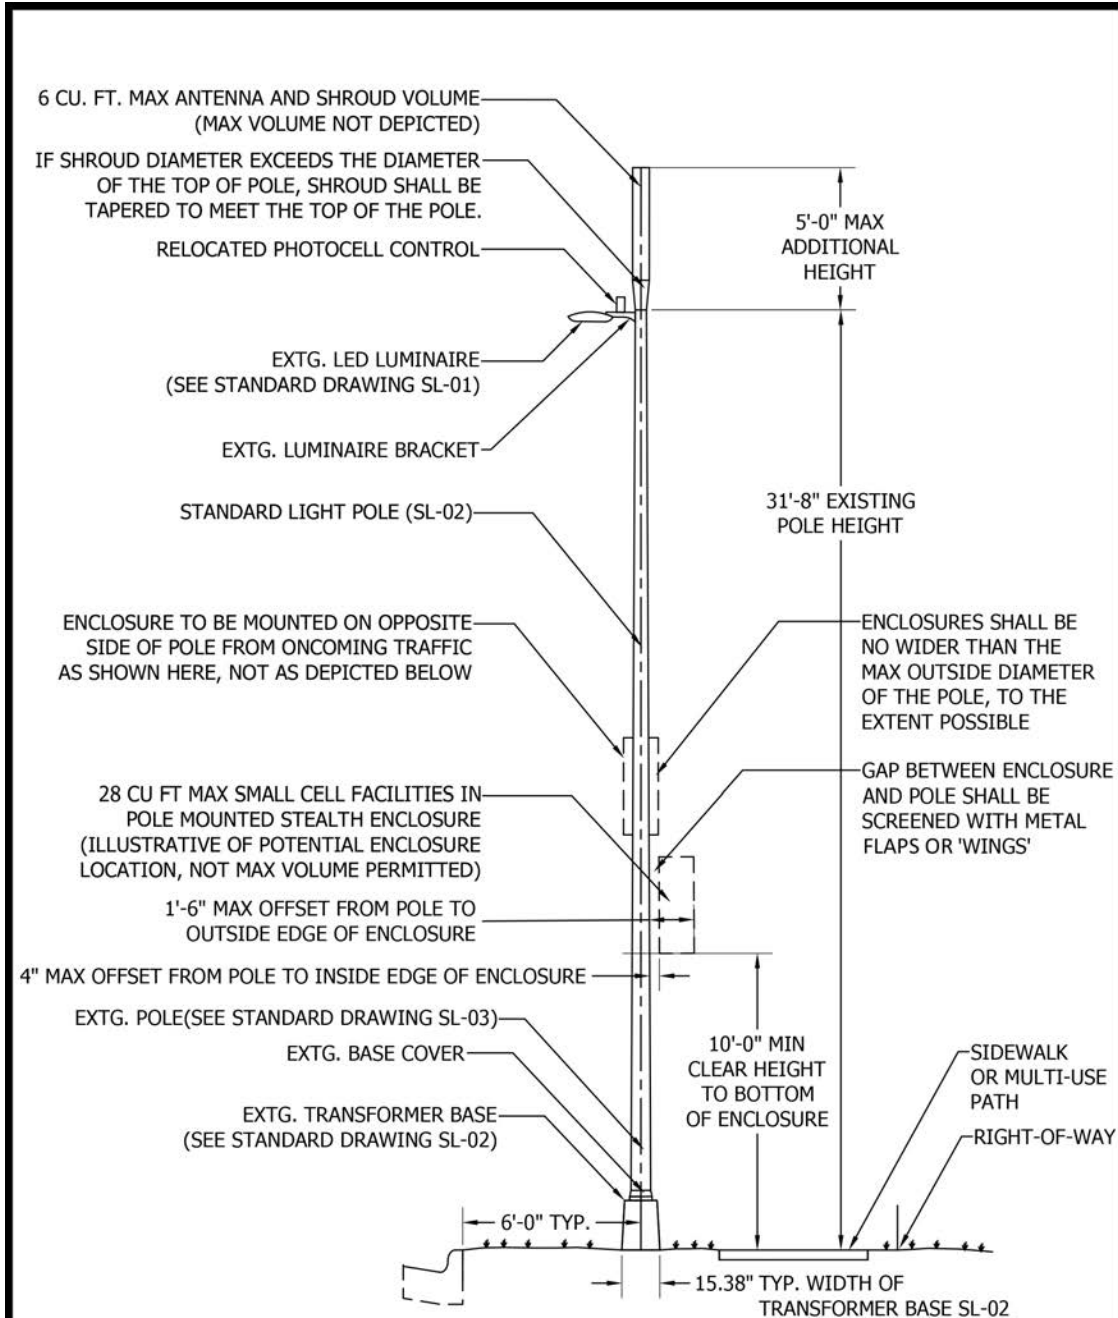 6 CU. FT. MAX ANTENNA AND SHROUD VOLUME
(MAX VOLUME NOT DEPICTED)
IF SHROUD DIAMETER EXCEEDS THE DIAMETER
OF THE TOP OF POLE, SHROUD SHALL BE
TAPERED TO MEET THE TOP OF THE POLE.
RELOCATED PHOTOCELL CONTROL
5'-0" MAX
ADDITIONAL
HEIGHT
EXTG. LED LUMINAIRE
(SEE STANDARD DRAWING SL-01)
EXTG. LUMINAIRE BRACKET
STANDARD LIGHT POLE (SL-02)
31'-8" EXISTING
POLE HEIGHT
ENCLOSURE TO BE MOUNTED ON OPPOSITE
SIDE OF POLE FROM ONCOMING TRAFFIC
AS SHOWN HERE, NOT AS DEPICTED BELOW
ENCLOSURES SHALL BE
NO WIDER THAN THE
MAX OUTSIDE DIAMETER
OF THE POLE, TO THE
EXTENT POSSIBLE
28 CU FT MAX SMALL CELL FACILITIES IN
POLE MOUNTED STEALTH ENCLOSURE
(ILLUSTRATIVE OF POTENTIAL ENCLOSURE
LOCATION, NOT MAX VOLUME PERMITTED)
GAP BETWEEN ENCLOSURE
AND POLE SHALL BE
SCREENED WITH METAL
FLAPS OR 'WINGS'
1'-6" MAX OFFSET FROM POLE TO
OUTSIDE EDGE OF ENCLOSURE
4" MAX OFFSET FROM POLE TO INSIDE EDGE OF ENCLOSURE
EXTG. POLE(SEE STANDARD DRAWING SL-03)
EXTG. BASE COVER
EXTG. TRANSFORMER BASE
(SEE STANDARD DRAWING SL-02)
10'-0" MIN
CLEAR HEIGHT
TO BOTTOM
OF ENCLOSURE
SIDEWALK
OR MULTI-USE
PATH
RIGHT-OF-WAY
6'-0" TYP.
15.38" TYP. WIDTH OF
TRANSFORMER BASE SL-02